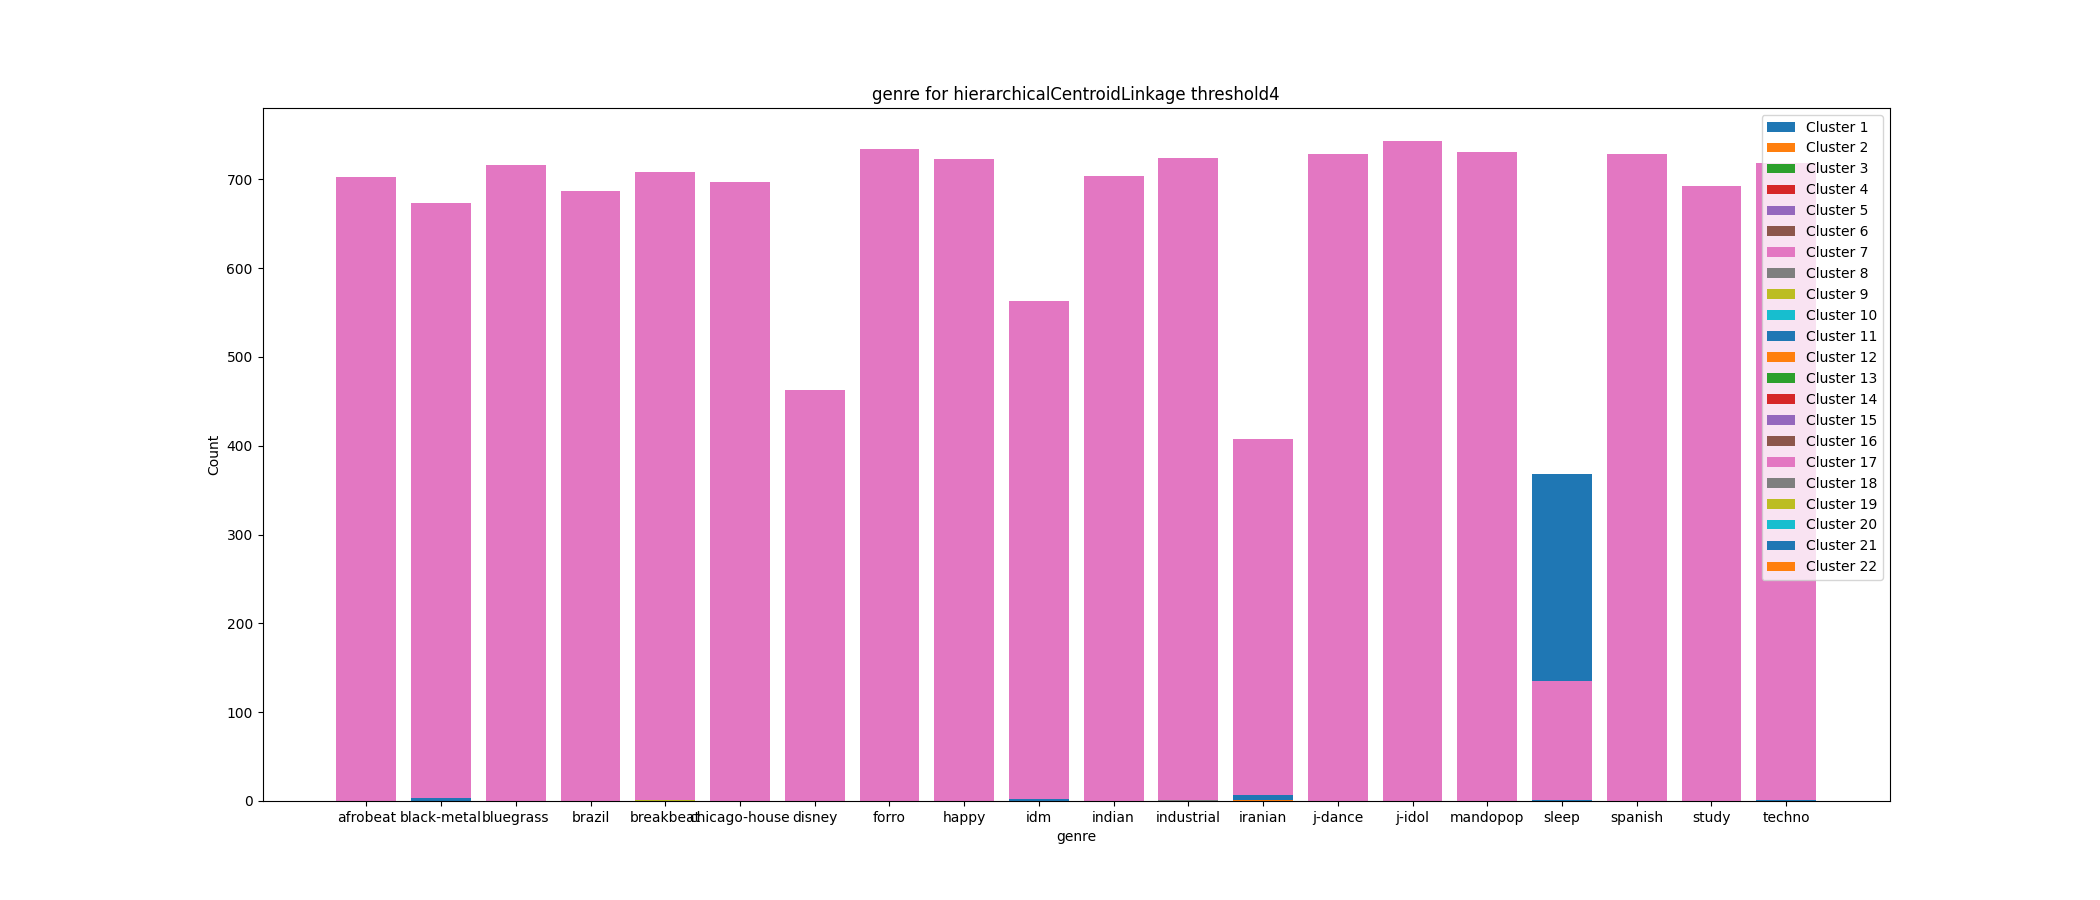 genre for hierarchicalCentroidLinkage threshold4
Count
700
600
500
400
300
200
100
0
Cluster 1
Cluster 2
Cluster 3
Cluster 4
Cluster 5
Cluster 6
Cluster 7
Cluster 8
Cluster 9
Cluster 10
Cluster 11
Cluster 12
Cluster 13
Cluster 14
Cluster 15
Cluster 16
Cluster 17
Cluster 18
Cluster 19
Cluster 20
Cluster 21
Cluster 22
afrobeat black-metal bluegrass brazil breakbeat chicago-house disney forro happy idm indian industrial iranian j-dance j-idol mandopop sleep spanish study techno
genre